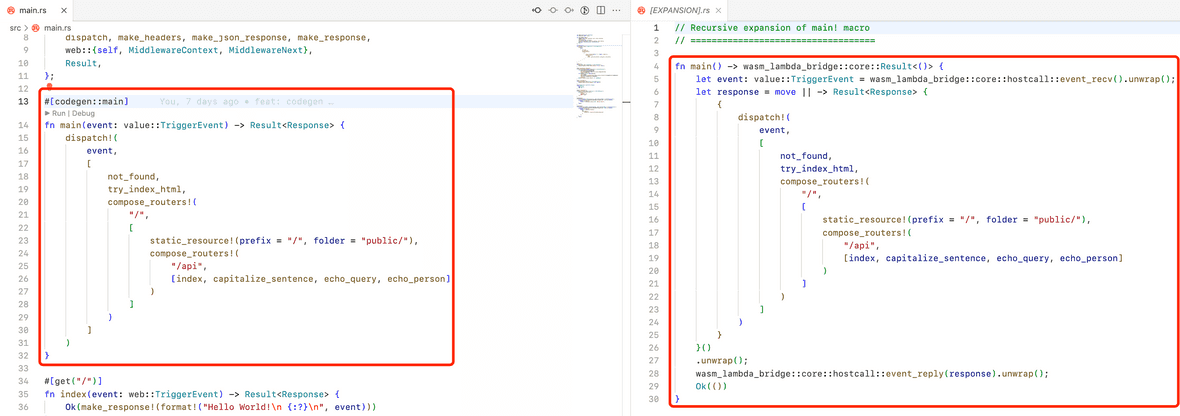 main.rs
src > main.rs
8 dispatch, make_headers, make_json_response, make_response,
9 web::{self, MiddlewareContext, MiddlewareNext},
10 Result,
11 };
12
13 #[codegen::main] You, 7 days ago • feat: codegen …
Run | Debug
14 fn main(event: value::TriggerEvent) -> Result<Response> {
15 dispatch!(
16 event,
17 [
18 not_found,
19 try_index_html,
20 compose_routers!(
21 "/",
22 [
23 static_resource!(prefix = "/", folder = "public/"),
24 compose_routers!(
25 "/api",
26 [index, capitalize_sentence, echo_query, echo_person]
27 )
28 ]
29 )
30 ]
31 )
32 }
33
34 #[get("/")]
35 fn index(event: web::TriggerEvent) -> Result<Response> {
36 Ok(make_response!(format!("Hello World!\n {:?}\n", event)))
[EXPANSION].rs
1 // Recursive expansion of main! macro
2 // ===================================
3
4 fn main() -> wasm_lambda_bridge::core::Result<()> {
5 let event: value::TriggerEvent = wasm_lambda_bridge::core::hostcall::event_recv().unwrap();
6 let response = move || -> Result<Response> {
7 {
8 dispatch!(
9 event,
10 [
11 not_found,
12 try_index_html,
13 compose_routers!(
14 "/",
15 [
16 static_resource!(prefix = "/", folder = "public/"),
17 compose_routers!(
18 "/api",
19 [index, capitalize_sentence, echo_query, echo_person]
20 )
21 ]
22 )
23 ]
24 )
25 }
26 }()
27 .unwrap();
28 wasm_lambda_bridge::core::hostcall::event_reply(response).unwrap();
29 Ok(())
30 }